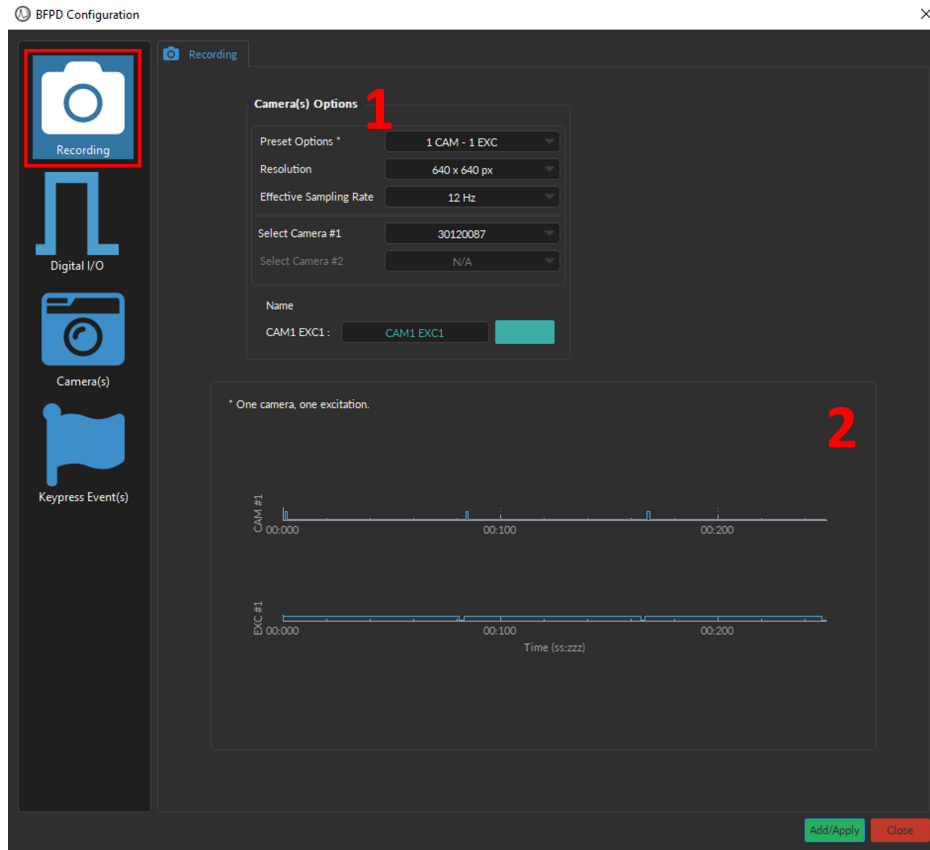 BFPD Configuration
Recording
Recording
Digital I/O
Camera(s)
Keypress Event(s)
Camera(s) Options
1
Preset Options *
1 CAM - 1 EXC
Resolution
640 x 640 px
Effective Sampling Rate
12 Hz
Select Camera #1
30120087
Select Camera #2
N/A
Name
CAM1 EXC1 :
CAM1 EXC1
* One camera, one excitation.
2
CAM #1
00:000
00:100
00:200
EXC #1
00:000
00:100
00:200
Time (ss:zzz)
Add/Apply
Close